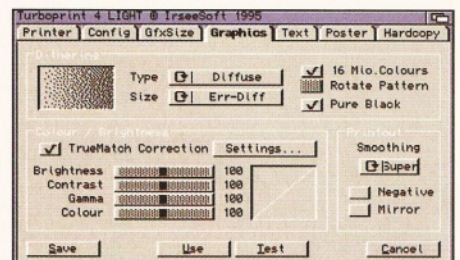 Turboprint 4 LIGHT © IrseeSoft 1995
Printer Config GfxSize Graphics Text Poster Hardcopy
Dithering
Type Diffuse
Size Err-Diff
16 Mio.Colours
Rotate Pattern
Pure Black
Colour / Brightness
TrueMatch Correction Settings...
Brightness 100
Contrast 100
Gamma 100
Colour 100
Printout
Smoothing
Super
Negative
Mirror
Save Use Test Cancel